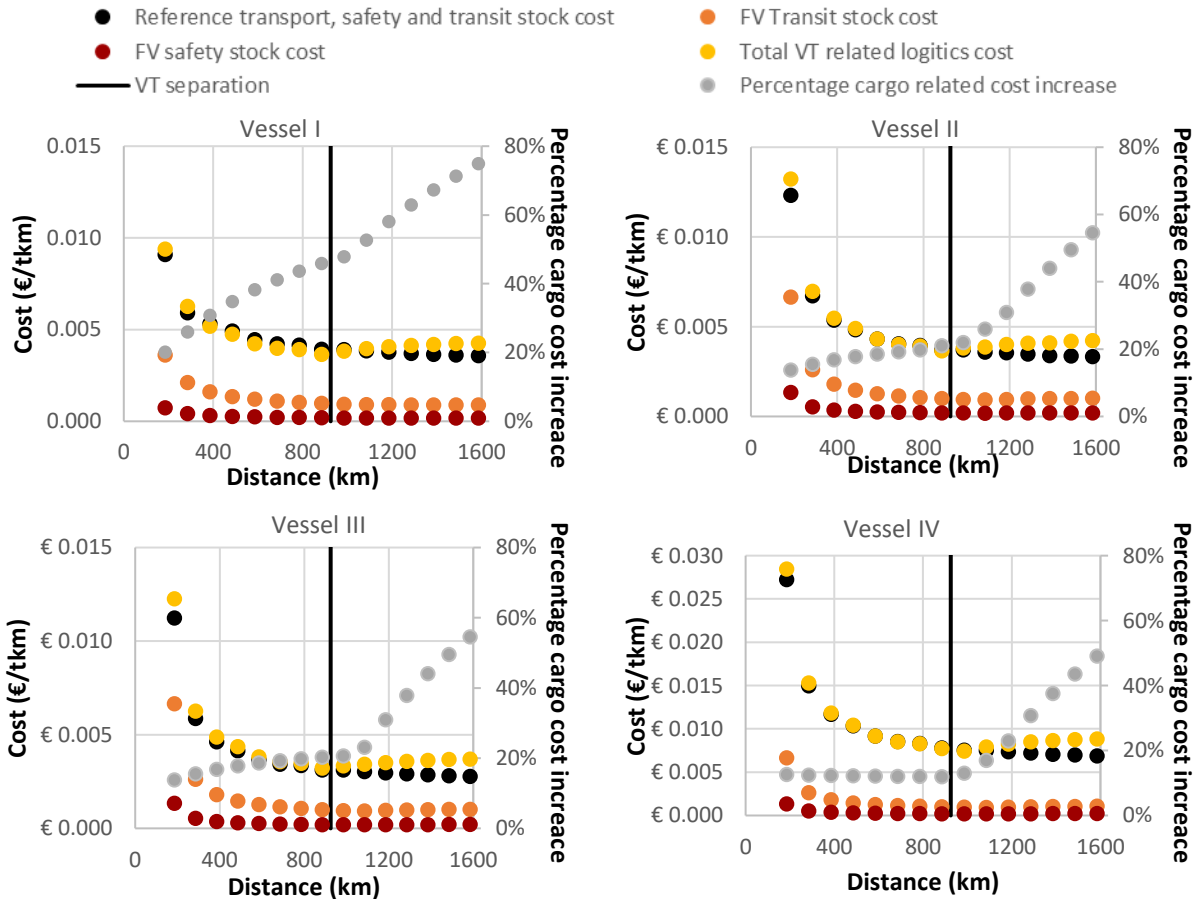 Reference transport, safety and transit stock cost
FV Transit stock cost
FV safety stock cost
Total VT related logitics cost
VT separation
Percentage cargo related cost increase
Vessel I
0.015
0.010
0.005
0.000
80%
60%
40%
20%
0%
0 400 800 1200 1600
Cost (€/tkm)
Distance (km)
Percentage cargo cost increace
Vessel II
€ 0.015
€ 0.010
€ 0.005
€ 0.000
80%
60%
40%
20%
0%
0 400 800 1200 1600
Cost (€/tkm)
Distance (km)
Percentage cargo cost increace
Vessel III
€ 0.015
€ 0.010
€ 0.005
€ 0.000
80%
60%
40%
20%
0%
0 400 800 1200 1600
Cost (€/tkm)
Distance (km)
Percentage cargo cost increace
Vessel IV
€ 0.030
€ 0.025
€ 0.020
€ 0.015
€ 0.010
€ 0.005
€ 0.000
80%
60%
40%
20%
0%
0 400 800 1200 1600
Cost (€/tkm)
Distance (km)
Percentage cargo cost increace